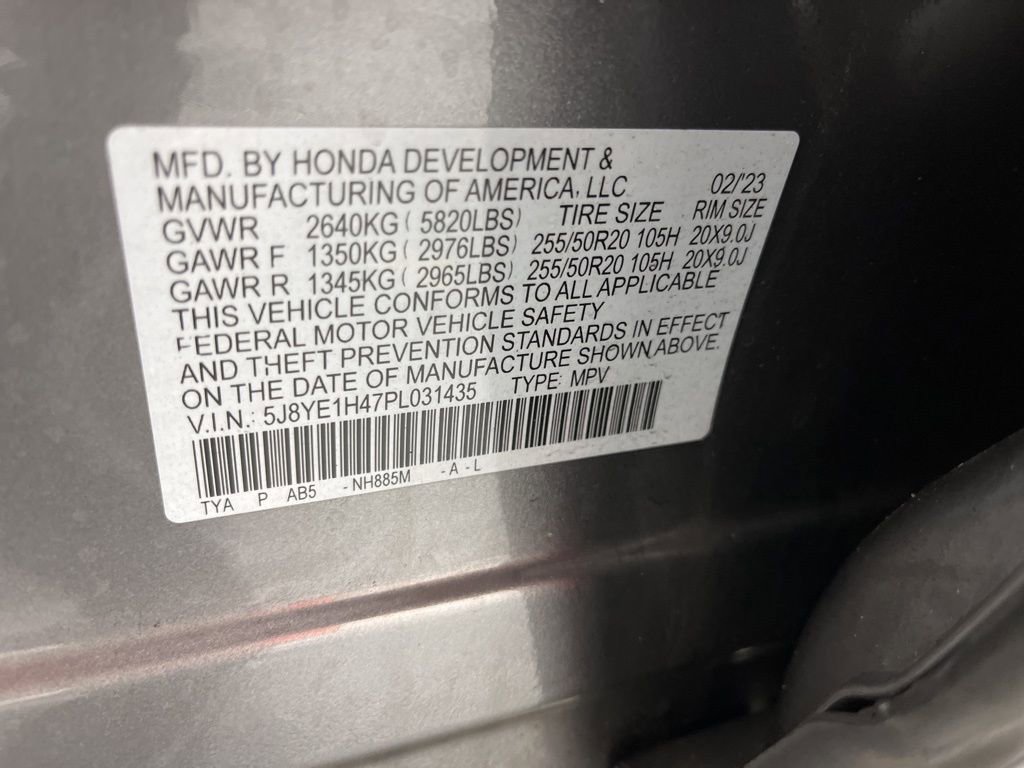 MFD. BY HONDA DEVELOPMENT &
MANUFACTURING OF AMERICA, LLC 02/'23
GVWR 2640KG ( 5820LBS) TIRE SIZE RIM SIZE
GAWR F 1350KG ( 2976LBS) 255/50R20 105H 20X9.0J
GAWR R 1345KG ( 2965LBS) 255/50R20 105H 20X9.0J
THIS VEHICLE CONFORMS TO ALL APPLICABLE
FEDERAL MOTOR VEHICLE SAFETY
AND THEFT PREVENTION STANDARDS IN EFFECT
ON THE DATE OF MANUFACTURE SHOWN ABOVE.
V.I.N.: 5J8YE1H47PL031435 TYPE: MPV
TYA P AB5 -NH885M -A-L